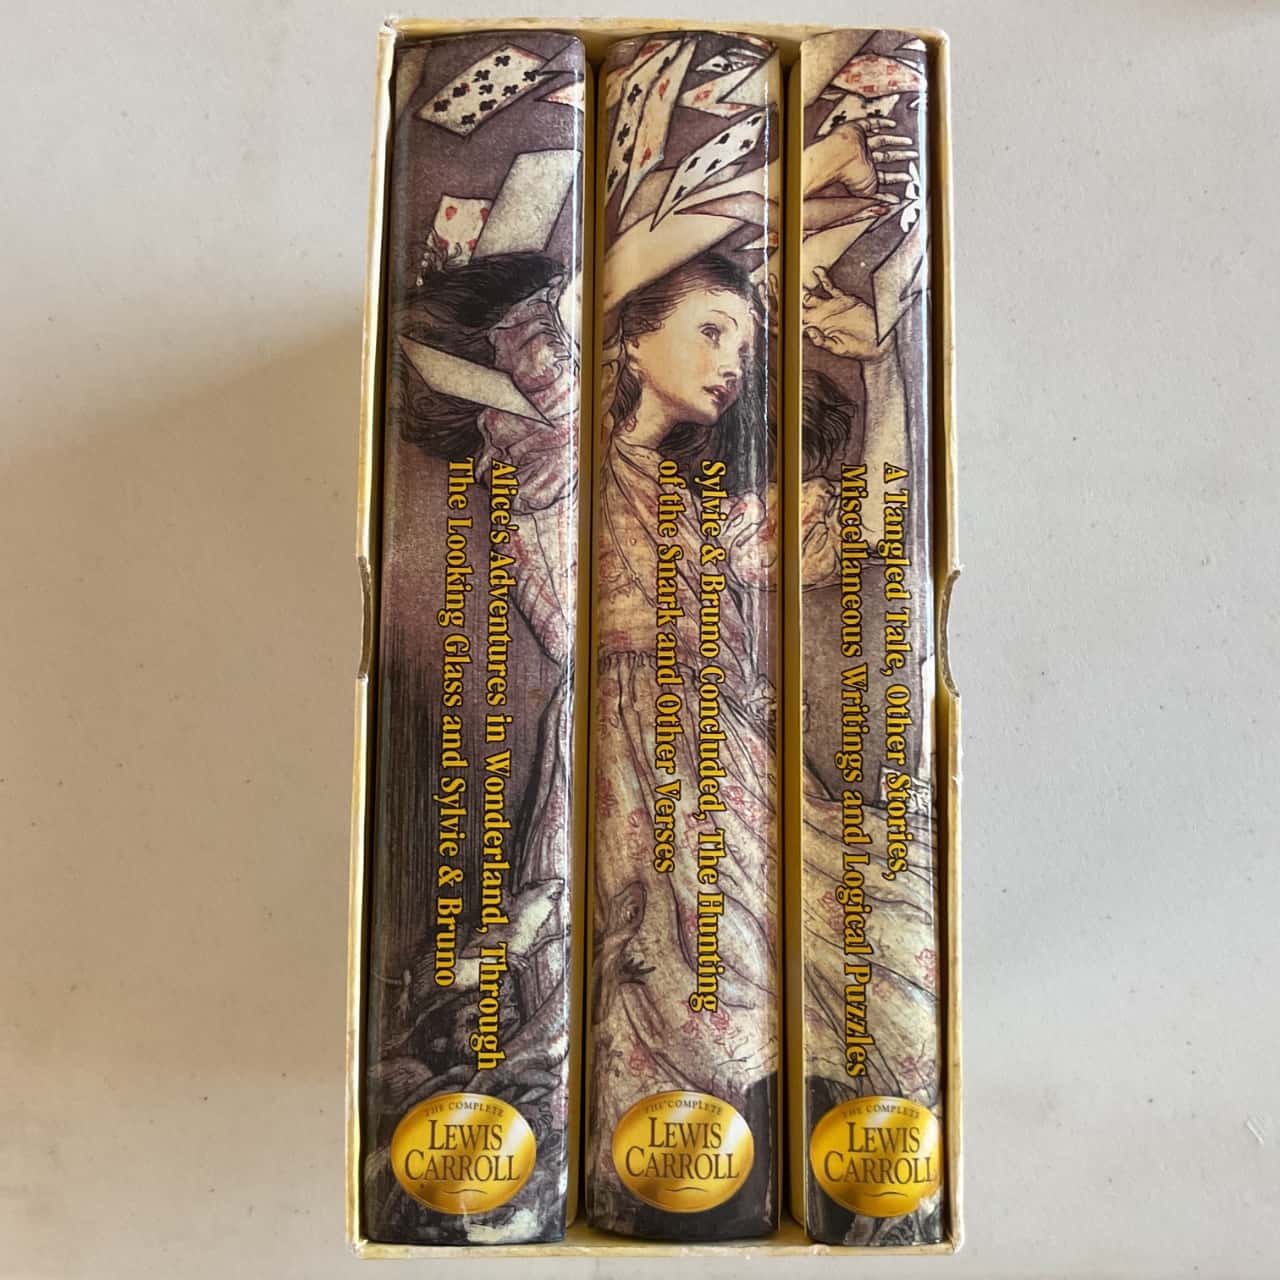 Alice's Adventures in Wonderland, Through
The Looking Glass and Sylvie & Bruno
THE COMPLETE
LEWIS
CARROLL
Sylvie & Bruno Concluded, The Hunting
of the Snark and Other Verses
THE COMPLETE
LEWIS
CARROLL
A Tangled Tale, Other Stories,
Miscellaneous Writings and Logical Puzzles
THE COMPLETE
LEWIS
CARROLL